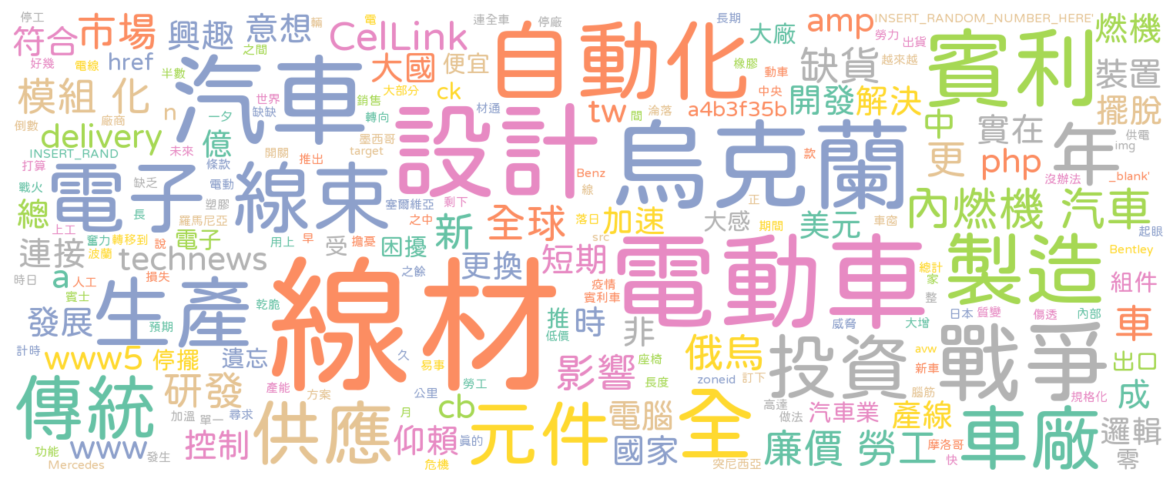 停工 輪 電 連全車 停廠 長期 勞力 出貨 INSERT_RANDOM_NUMBER_HERE'
符合 市場 興趣 意想 CelLink 自動化 大廠 amp 越來越 賓利 燃機
好幾 電線 之間 href 半數 大部分 大國 便宜 橡膠 動車 中央 缺貨 裝置
模組 化 n 汽車 世界 缺缺 銷售 轉向 ck 材通 tw 間 淪落 a4b3f35b 開發 解決 擺脫
倒數 廠商 一夕 億 條款 墨西哥 設計 烏克蘭 款 中 實在 年 供電
delivery 未來 開關 推出 target img
INSERT_RAND 打算 電子 線束 電動 塑膠 剩下 Benz 線 正 更 php 沒辦法 _blank'
戰火 缺乏 長 羅馬尼亞 塞爾維亞 之中 落日 加速 大感 期間 車窗 美元 內燃機 汽車 起眼
總 上工 奮力 轉移到 說 電子 用上 早 擔憂 受 困擾 新 全球 src Bentley
連接 波蘭 technews 之餘 更換 短期 疫情 賓利車 電動車 總計 家 整 製造 組件
時日 a 人工 賓士 損失 生產 乾脆 線材 低價 推 時 非 威脅 大增 日本 質變 傷透 內部
發展 預期 停擺 遺忘 久 易事 影響 座椅 長度 俄烏 投資 avw 新車 戰爭 車 出口
計時 www5 產能 方案 公里 勞工 zoneid 訂下 腦筋 規格化
傳統 研發 加溫 單一 尋求 供應 月 cb 元件 電腦 全 高達 做法 汽車業 產線 車廠 成
功能 www 發生 控制 真的 仰賴 危機 國家 廉價 勞工 摩洛哥 快 邏輯
Mercedes 突尼西亞 零